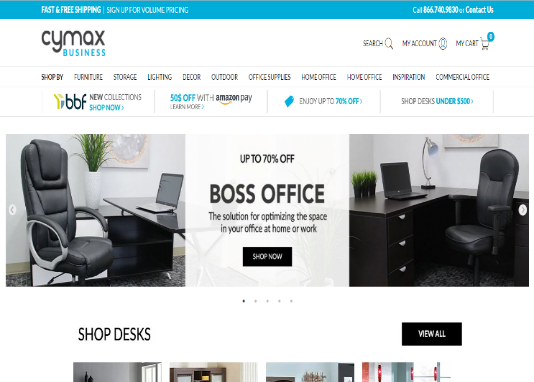 FAST & FREE SHIPPING | SIGN UP FOR VOLUME PRICING
Call 866.740.9830 or Contact Us
cymax
BUSINESS
SEARCH MY ACCOUNT MY CART 0
SHOP BY FURNITURE STORAGE LIGHTING DECOR OUTDOOR OFFICE SUPPLIES HOME OFFICE HOME OFFICE INSPIRATION COMMERCIAL OFFICE
bbf NEW COLLECTIONS
SHOP NOW >
50$ OFF WITH amazon pay
LEARN MORE >
ENJOY UP TO 70% OFF >
SHOP DESKS UNDER $500 >
UP TO 70% OFF
BOSS OFFICE
The solution for optimizing the space
in your office at home or work
SHOP NOW
SHOP DESKS
VIEW ALL